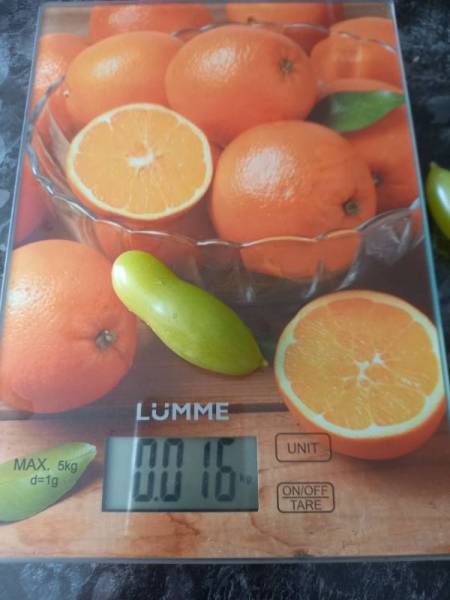 LUMME
MAX. 5kg
d=1g
0.016 kg
UNIT
ON/OFF
TARE